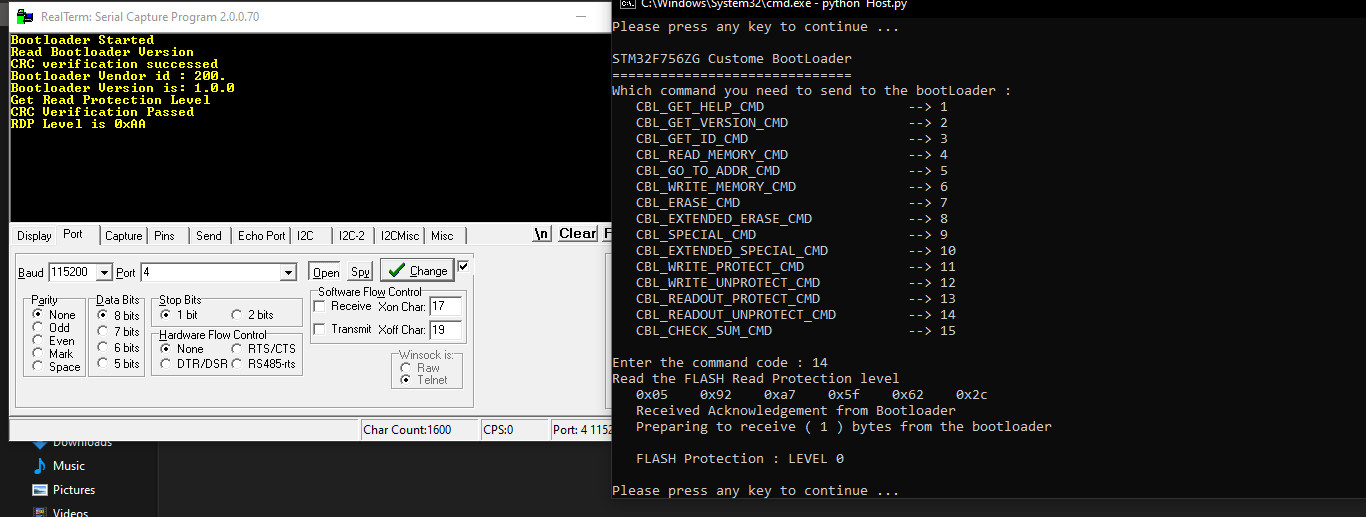 RealTerm: Serial Capture Program 2.0.0.70
Bootloader Started
Read Bootloader Version
CRC verification successed
Bootloader Vendor id : 200.
Bootloader Version is: 1.0.0
Get Read Protection Level
CRC Verification Passed
RDP Level is 0xAA
Display Port Capture Pins Send Echo Port I2C I2C-2 I2CMisc Misc \n Clear
Baud 115200 Port 4 Open Spy Change
Parity
None
Odd
Even
Mark
Space
Data Bits
8 bits
7 bits
6 bits
5 bits
Stop Bits
1 bit 2 bits
Hardware Flow Control
None RTS/CTS
DTR/DSR RS485-rts
Software Flow Control
Receive Xon Char: 17
Transmit Xoff Char: 19
Winsock is:
Raw
Telnet
Char Count:1600 CPS:0 Port: 4 1152
Downloads
Music
Pictures
Videos
C:\Windows\System32\cmd.exe - python Host.py
Please press any key to continue ...
STM32F756ZG Custome BootLoader
==============================
Which command you need to send to the bootLoader :
CBL_GET_HELP_CMD --> 1
CBL_GET_VERSION_CMD --> 2
CBL_GET_ID_CMD --> 3
CBL_READ_MEMORY_CMD --> 4
CBL_GO_TO_ADDR_CMD --> 5
CBL_WRITE_MEMORY_CMD --> 6
CBL_ERASE_CMD --> 7
CBL_EXTENDED_ERASE_CMD --> 8
CBL_SPECIAL_CMD --> 9
CBL_EXTENDED_SPECIAL_CMD --> 10
CBL_WRITE_PROTECT_CMD --> 11
CBL_WRITE_UNPROTECT_CMD --> 12
CBL_READOUT_PROTECT_CMD --> 13
CBL_READOUT_UNPROTECT_CMD --> 14
CBL_CHECK_SUM_CMD --> 15
Enter the command code : 14
Read the FLASH Read Protection level
0x05 0x92 0xa7 0x5f 0x62 0x2c
Received Acknowledgement from Bootloader
Preparing to receive ( 1 ) bytes from the bootloader
FLASH Protection : LEVEL 0
Please press any key to continue ...